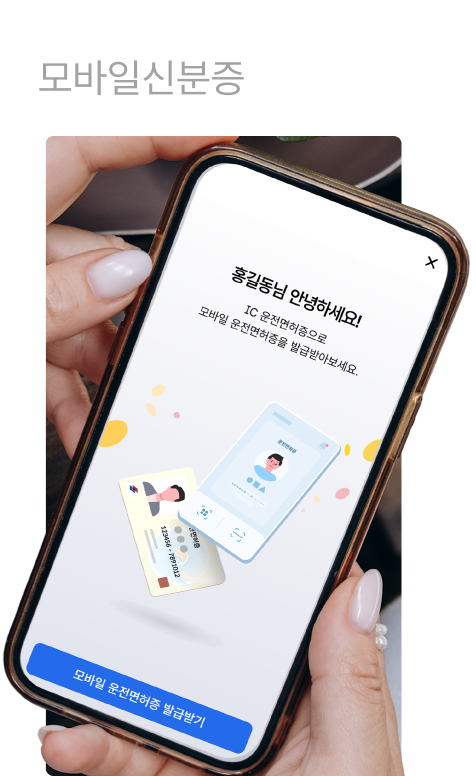 모바일신분증
홍길동님 안녕하세요!
IC 운전면허증으로
모바일 운전면허증을 발급받아보세요.
운전면허증
운전면허증
123456 - 7891012
모바일 운전면허증 발급받기